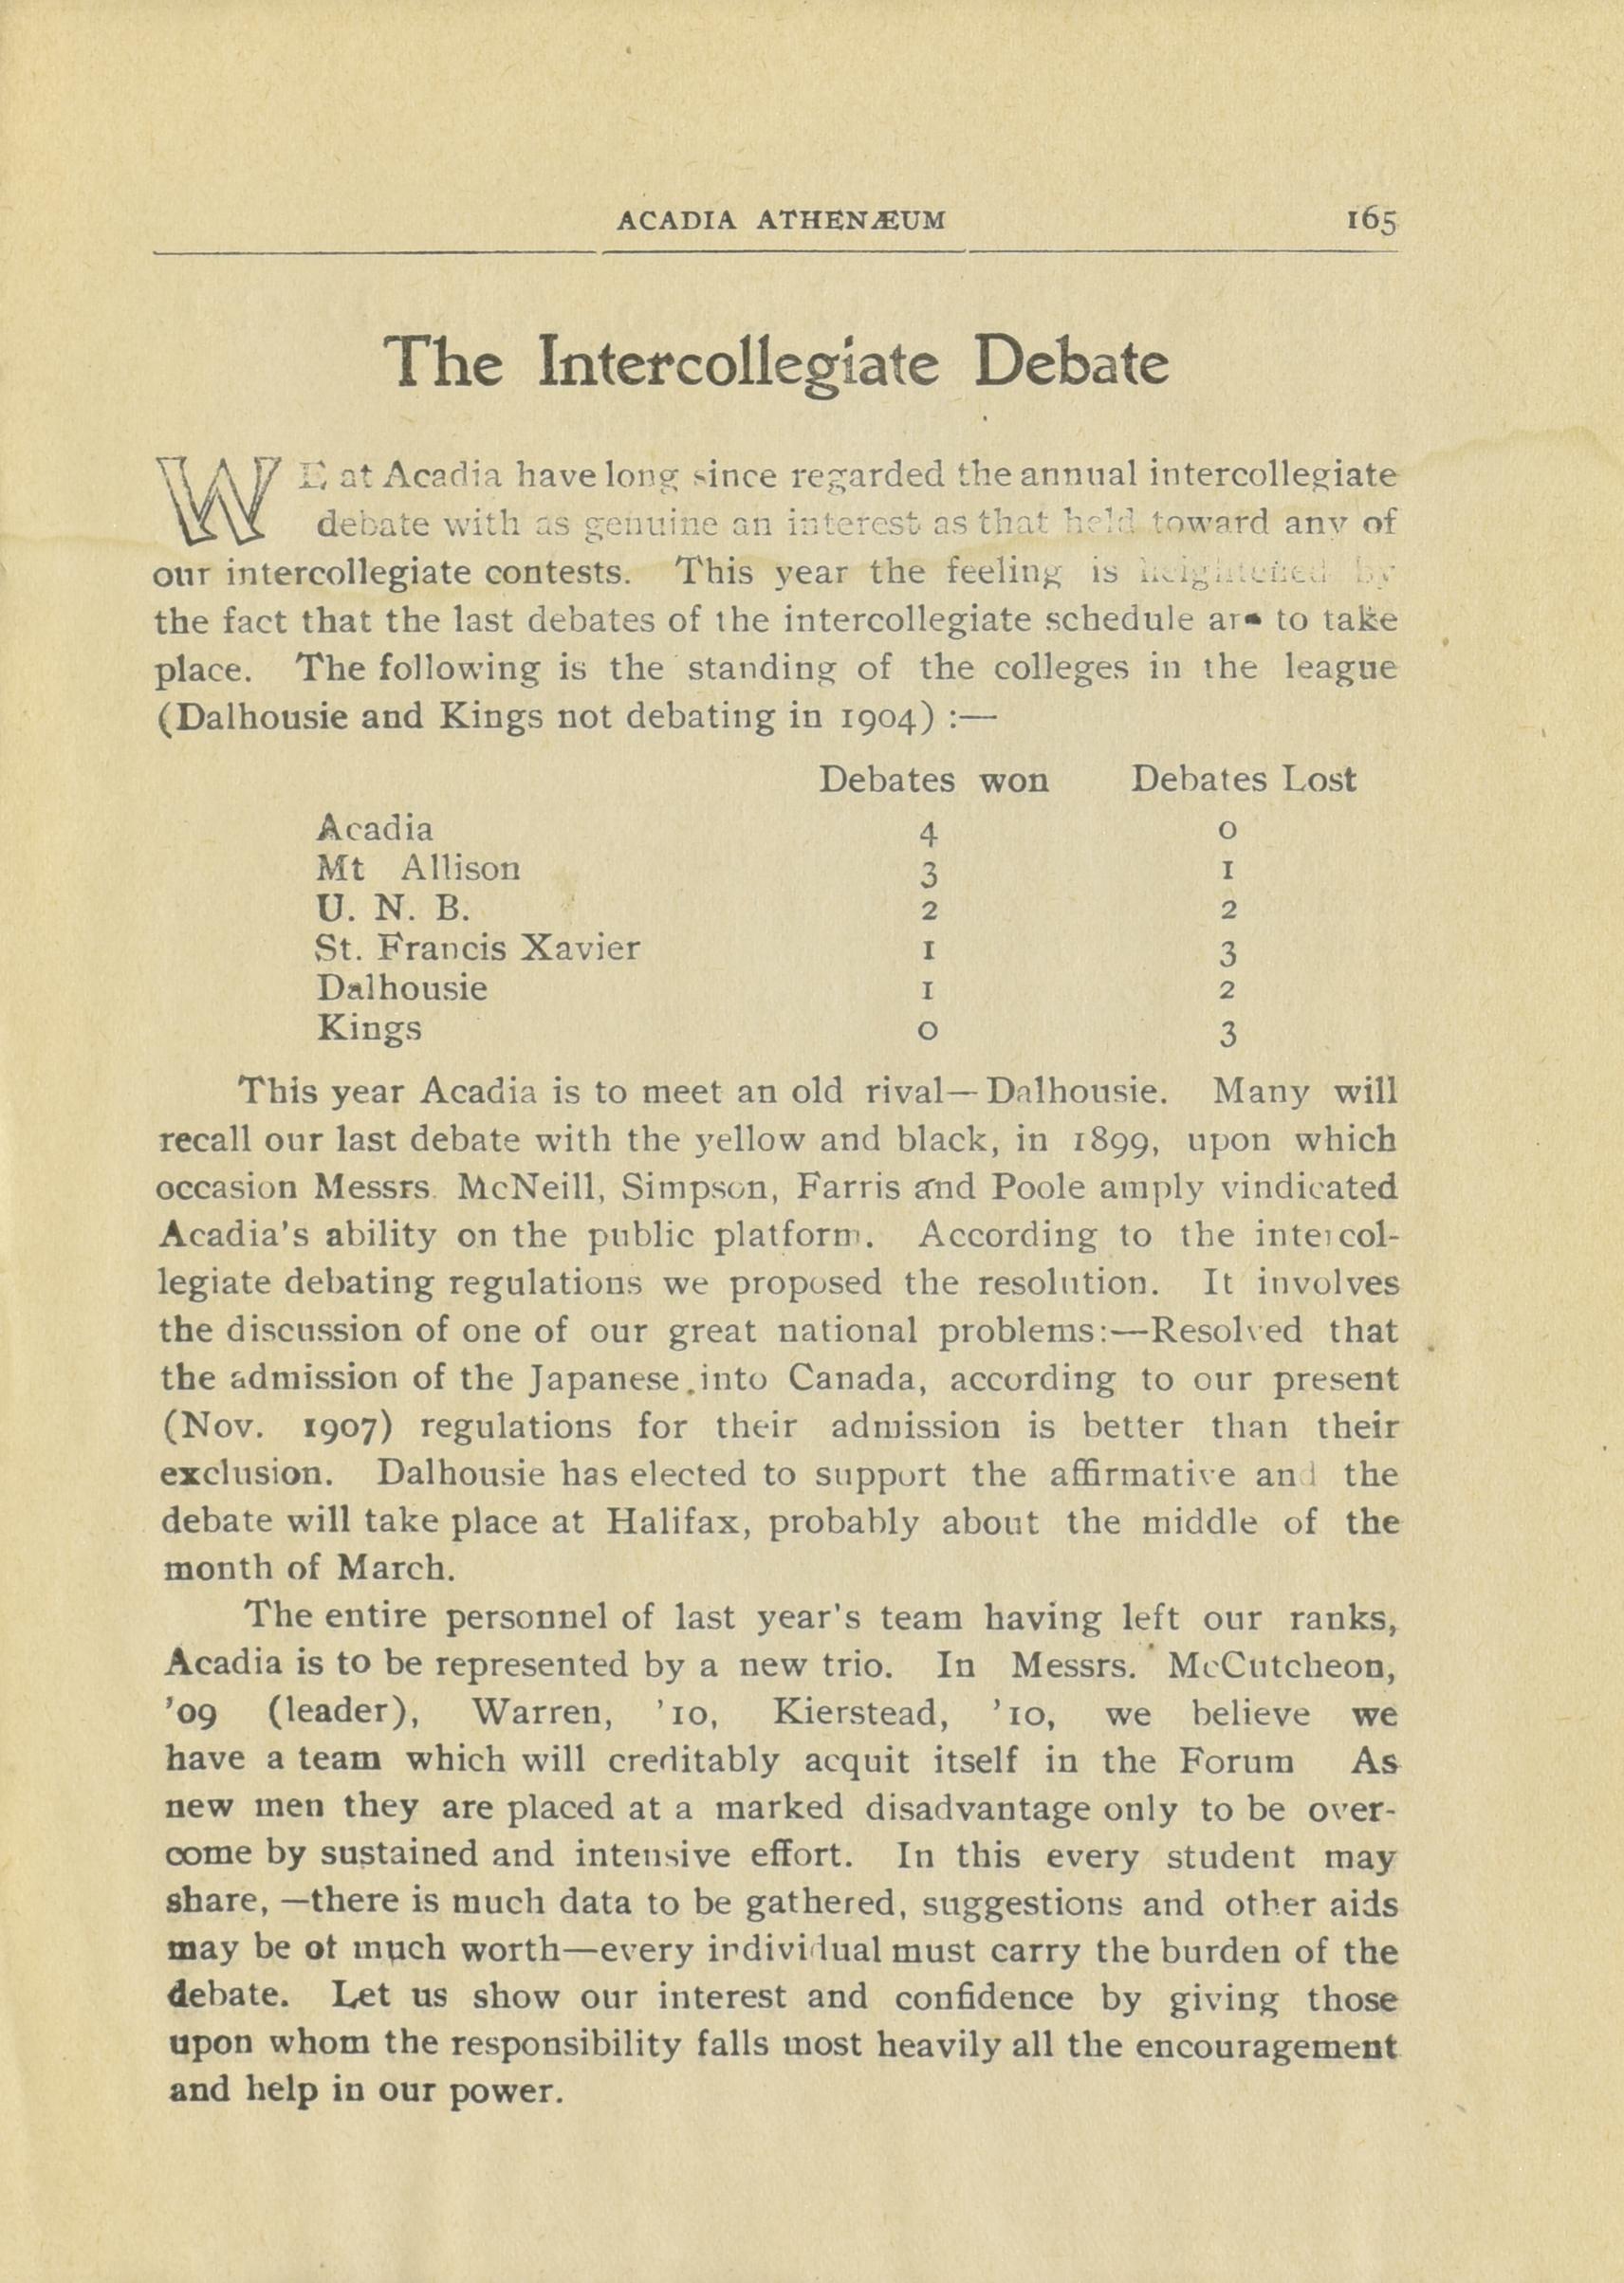 ACADIA ATHENÆUM 165
The Intercollegiate Debate
WE at Acadia have long since regarded the annual intercollegiate
debate with as genuine an interest as that held toward any of
our intercollegiate contests. This year the feeling is heightened by
the fact that the last debates of the intercollegiate schedule are to take
place. The following is the standing of the colleges in the league
(Dalhousie and Kings not debating in 1904) :—
Debates won Debates Lost
Acadia 4 0
Mt Allison 3 1
U. N. B. 2 2
St. Francis Xavier 1 3
Dalhousie 1 2
Kings 0 3
This year Acadia is to meet an old rival—Dalhousie. Many will
recall our last debate with the yellow and black, in 1899, upon which
occasion Messrs. McNeill, Simpson, Farris and Poole amply vindicated
Acadia's ability on the public platform. According to the intercol-
legiate debating regulations we proposed the resolution. It involves
the discussion of one of our great national problems:—Resolved that
the admission of the Japanese into Canada, according to our present
(Nov. 1907) regulations for their admission is better than their
exclusion. Dalhousie has elected to support the affirmative and the
debate will take place at Halifax, probably about the middle of the
month of March.
The entire personnel of last year's team having left our ranks,
Acadia is to be represented by a new trio. In Messrs. McCutcheon,
'09 (leader), Warren, '10, Kierstead, '10, we believe we
have a team which will creditably acquit itself in the Forum As
new men they are placed at a marked disadvantage only to be over-
come by sustained and intensive effort. In this every student may
share, —there is much data to be gathered, suggestions and other aids
may be of much worth—every individual must carry the burden of the
debate. Let us show our interest and confidence by giving those
upon whom the responsibility falls most heavily all the encouragement
and help in our power.